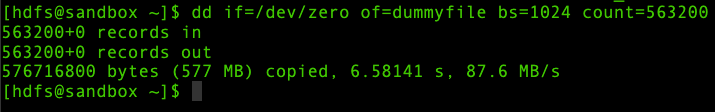 [hdfs@sandbox ~]$ dd if=/dev/zero of=dummyfile bs=1024 count=563200
563200+0 records in
563200+0 records out
576716800 bytes (577 MB) copied, 6.58141 s, 87.6 MB/s
[hdfs@sandbox ~]$